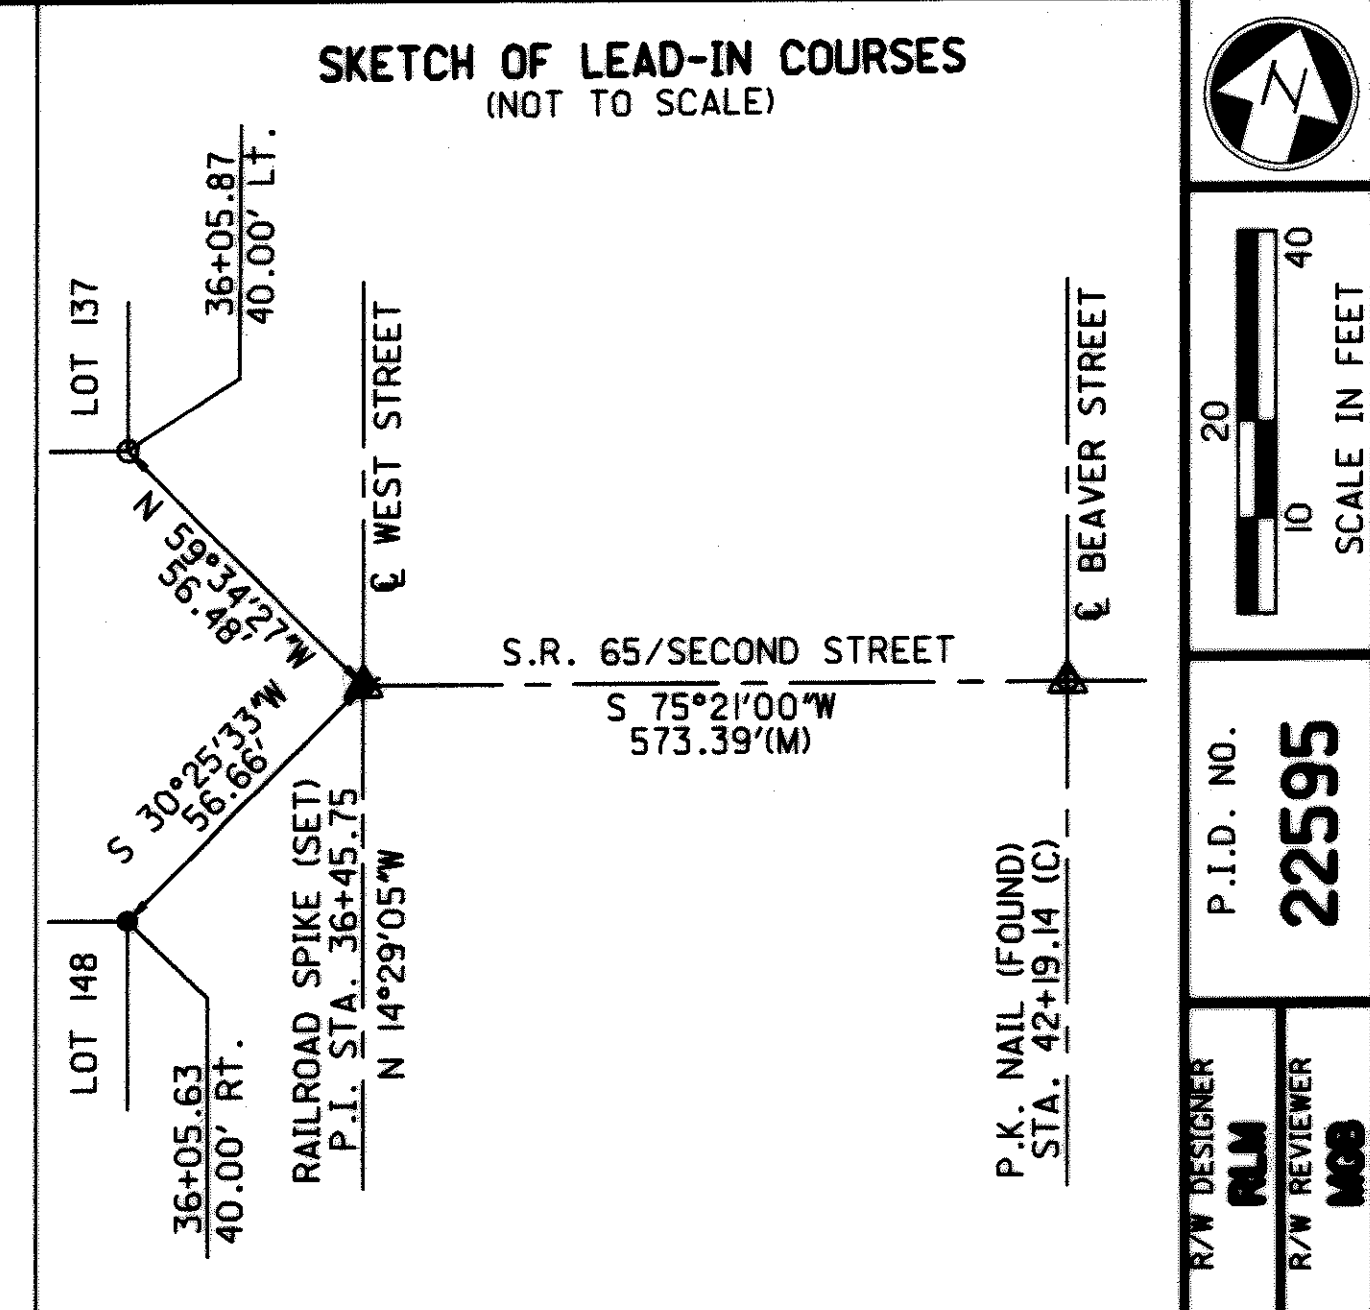 SKETCH OF LEAD-IN COURSES
(NOT TO SCALE)
36+05.87
40.00' LT.
LOT 137
℄ WEST STREET
℄ BEAVER STREET
N 59°34'27"W
56.48'
S.R. 65/SECOND STREET
S 75°21'00"W
573.39'(M)
S 30°25'33"W
56.66'
LOT 148
36+05.63
40.00' RT.
RAILROAD SPIKE (SET)
P.I. STA. 36+45.75
N 14°29'05"W
P.K. NAIL (FOUND)
STA. 42+19.14 (C)
N
40
20
10
SCALE IN FEET
P.I.D. NO.
22595
R/W DESIGNER
RLM
R/W REVIEWER
MQB